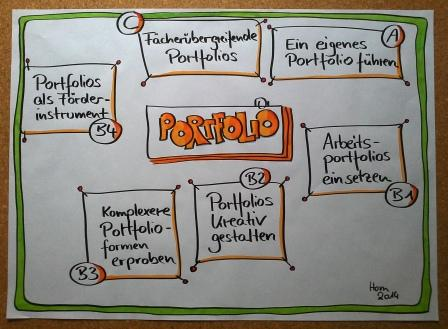 PORTFOLIO
A
Ein eigenes
Portfolio führen
Arbeits-
portfolios
einsetzen
B1
B2
Portfolios
kreativ
gestalten
Komplexere
Portfolio-
formen
erproben
B3
Portfolios
als Förder-
instrument
B4
C
Fächerübergreifende
Portfolios
2014